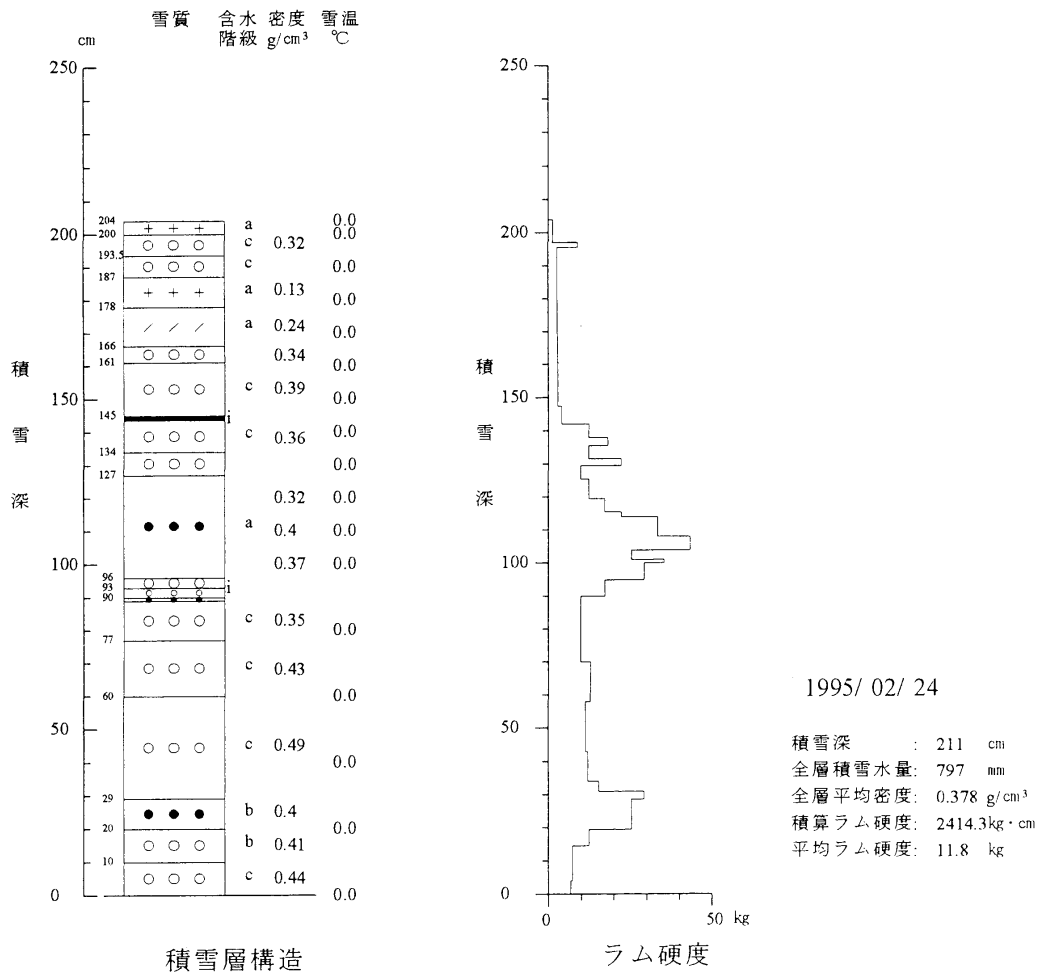 雪質 含水 密度 雪温
cm 階級 g/cm³ ℃
250
204 a 0.0
200 200 c 0.32 0.0
193.5 c 0.0
187 a 0.13 0.0
178 a 0.24 0.0
166 0.34 0.0
161 c 0.39 0.0
150
145 i
c 0.36 0.0
134 0.0
127
0.32 0.0
a 0.4 0.0
100 0.37 0.0
96
93 i
90
c 0.35 0.0
77
c 0.43
60 0.0
50
c 0.49 0.0
29
b 0.4
20 0.0
b 0.41
10
c 0.44
0 0.0
積雪深
積雪層構造
250
200
150
100
50
0
積雪深
0 50 kg
ラム硬度
1995/ 02/ 24
積雪深 : 211 cm
全層積雪水量: 797 mm
全層平均密度: 0.378 g/cm³
積算ラム硬度: 2414.3kg・cm
平均ラム硬度: 11.8 kg